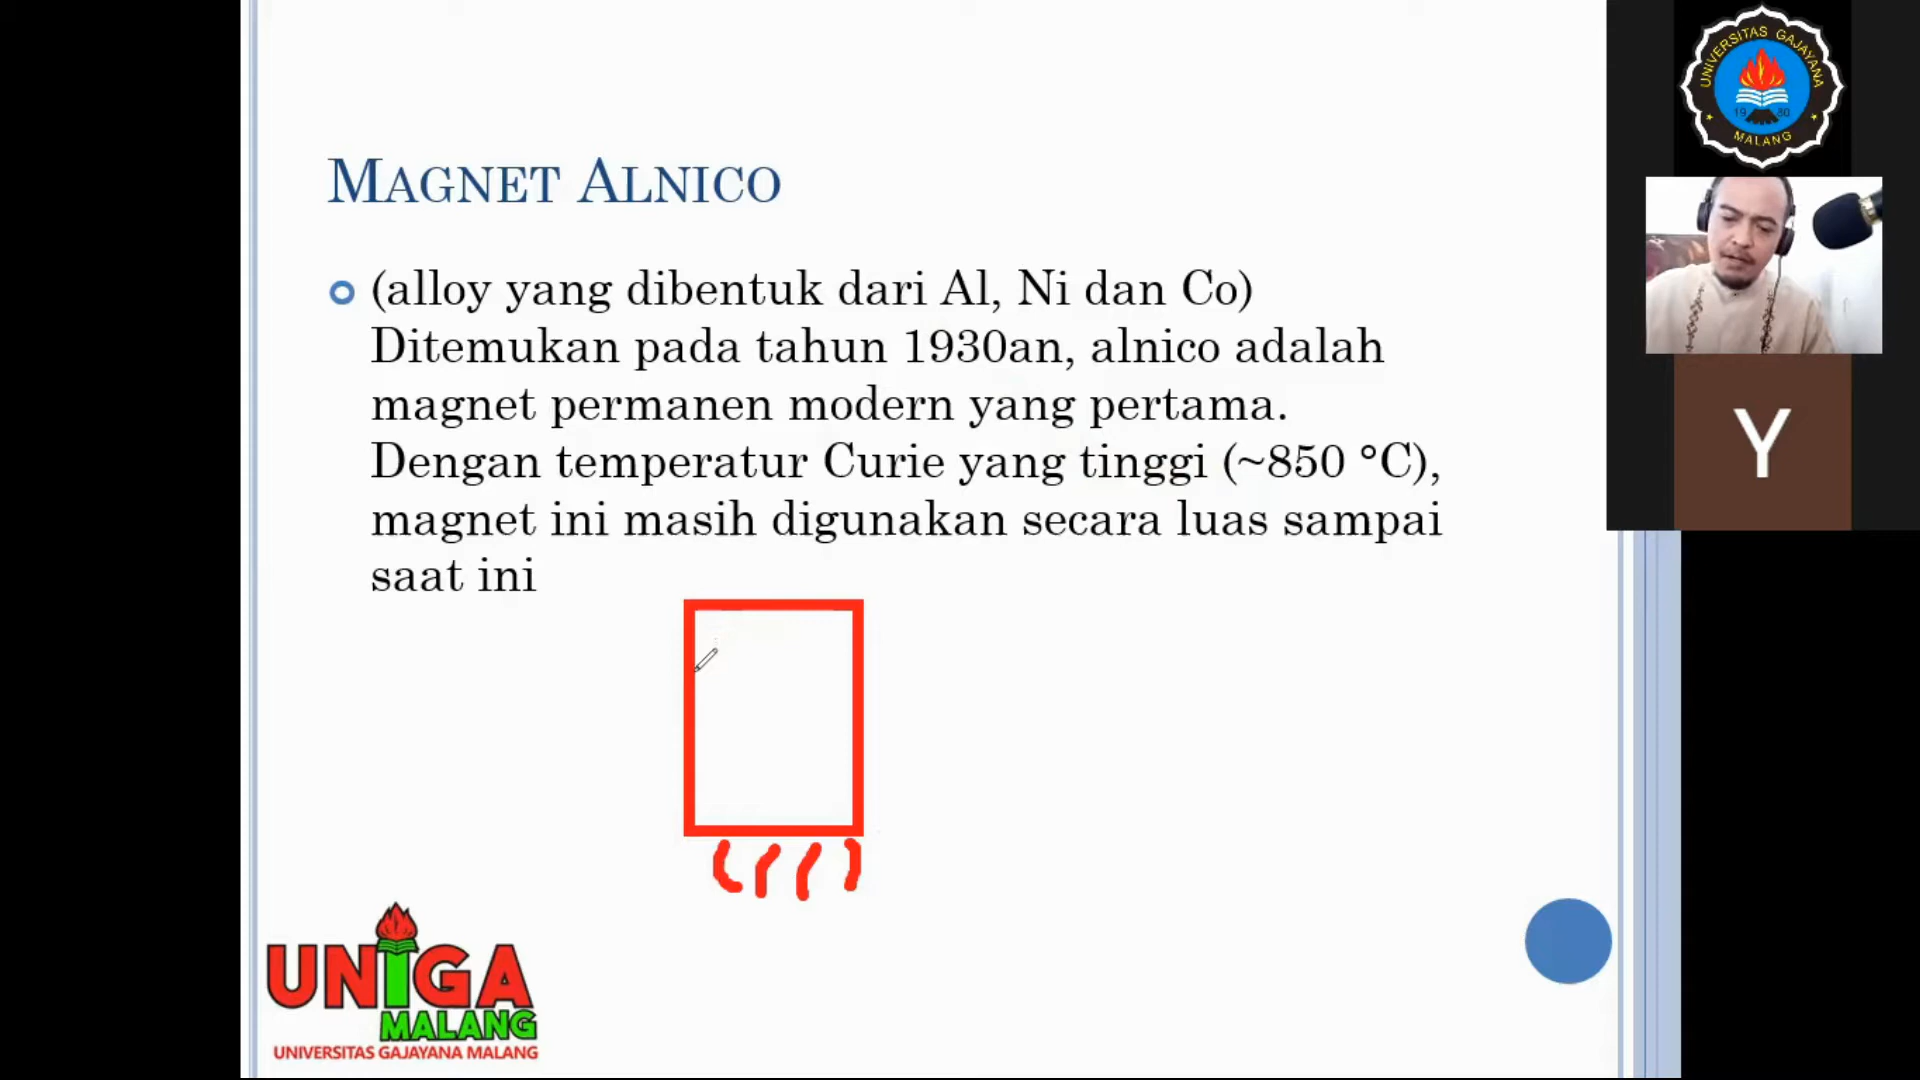 MAGNET ALNICO
(alloy yang dibentuk dari Al, Ni dan Co)
Ditemukan pada tahun 1930an, alnico adalah
magnet permanen modern yang pertama.
Dengan temperatur Curie yang tinggi (~850 °C),
magnet ini masih digunakan secara luas sampai
saat ini
UNIGA
MALANG
UNIVERSITAS GAJAYANA MALANG
UNIVERSITAS GAJAYANA
19 80
MALANG
Y